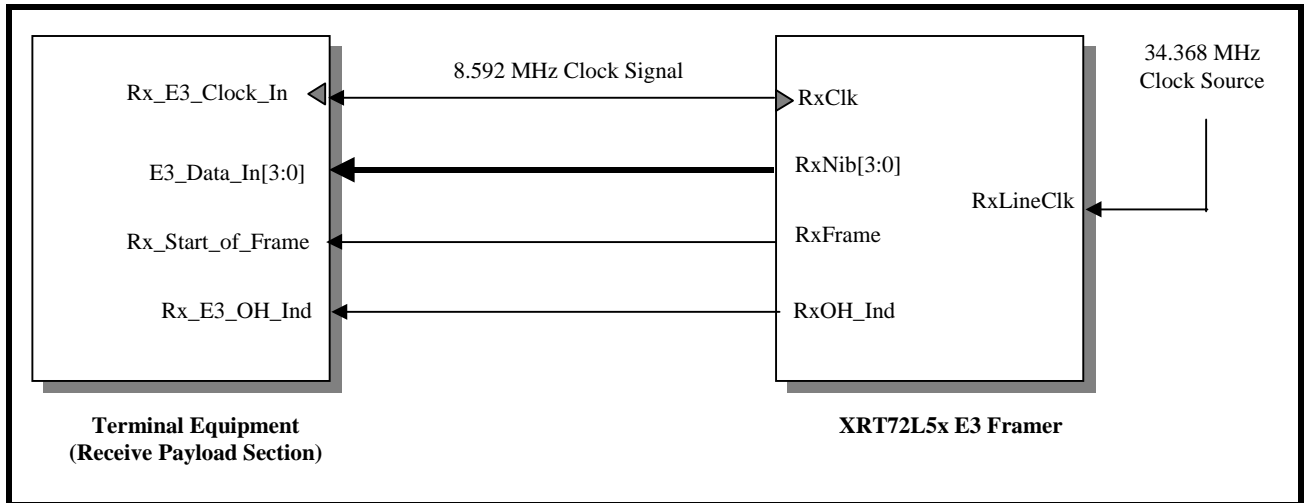 34.368 MHz
Clock Source
8.592 MHz Clock Signal
Rx_E3_Clock_In
RxClk
E3_Data_In[3:0]
RxNib[3:0]
RxLineClk
Rx_Start_of_Frame
RxFrame
Rx_E3_OH_Ind
RxOH_Ind
Terminal Equipment
(Receive Payload Section)
XRT72L5x E3 Framer